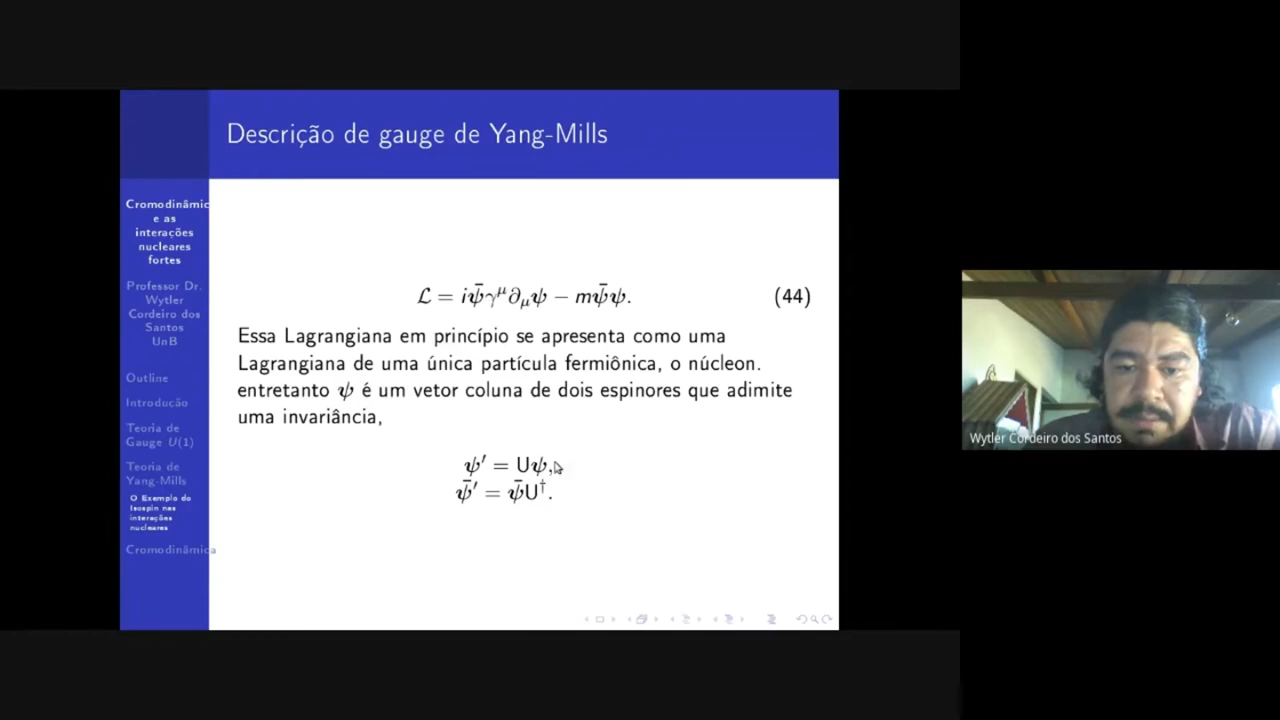 Descrição de gauge de Yang-Mills
Cromodinâmic
e as
interações
nucleares
fortes
Professor Dr.
Wytler
Cordeiro dos
Santos
UnB
Outline
Introdução
Teoria de
Gauge U(1)
Teoria de
Yang-Mills
O Exemplo do
Isospin nas
interações
nucleares
Cromodinâmica
ℒ = iψ̄γ^μ∂_μψ − mψ̄ψ. (44)
Essa Lagrangiana em princípio se apresenta como uma
Lagrangiana de uma única partícula fermiônica, o núcleon.
entretanto ψ é um vetor coluna de dois espinores que adimite
uma invariância,
ψ′ = Uψ,
ψ̄′ = ψ̄U†.
Wytler Cordeiro dos Santos